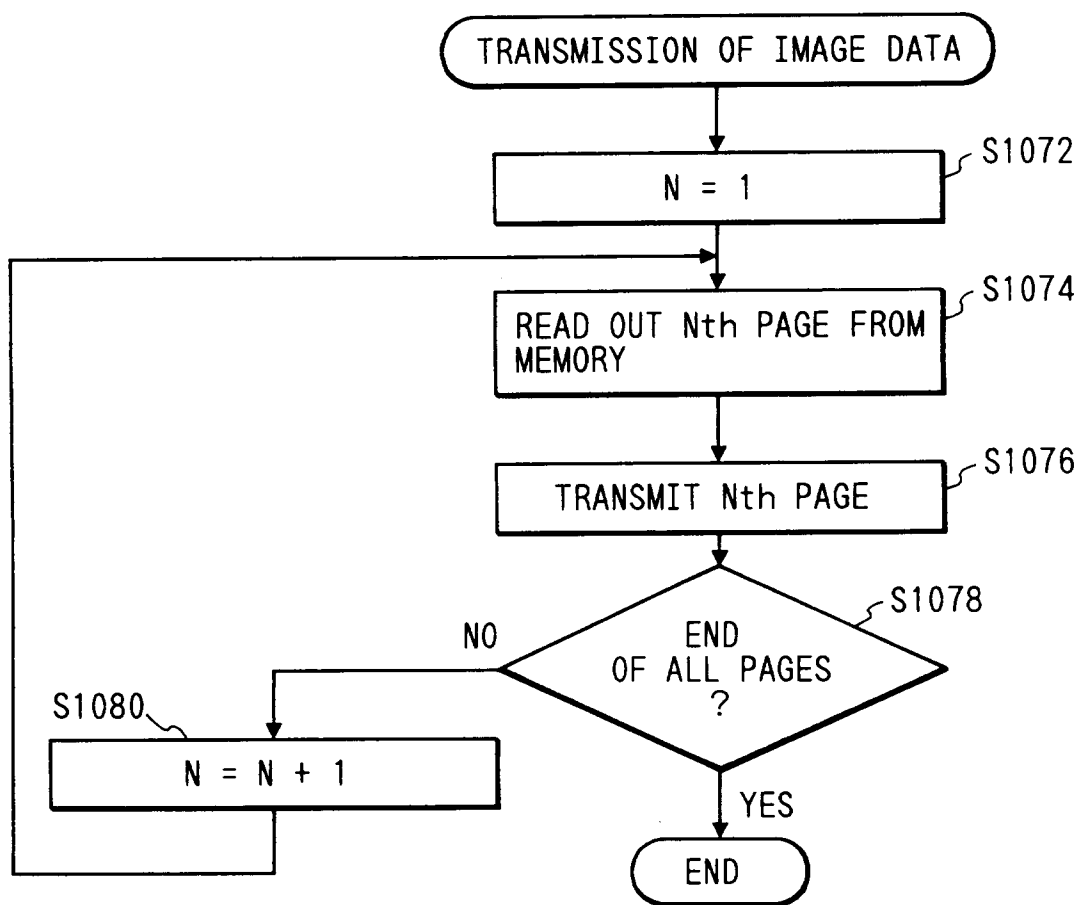 TRANSMISSION OF IMAGE DATA
S1072
N = 1
S1074
READ OUT Nth PAGE FROM
MEMORY
S1076
TRANSMIT Nth PAGE
S1078
END
OF ALL PAGES
?
NO
S1080
N = N + 1
YES
END